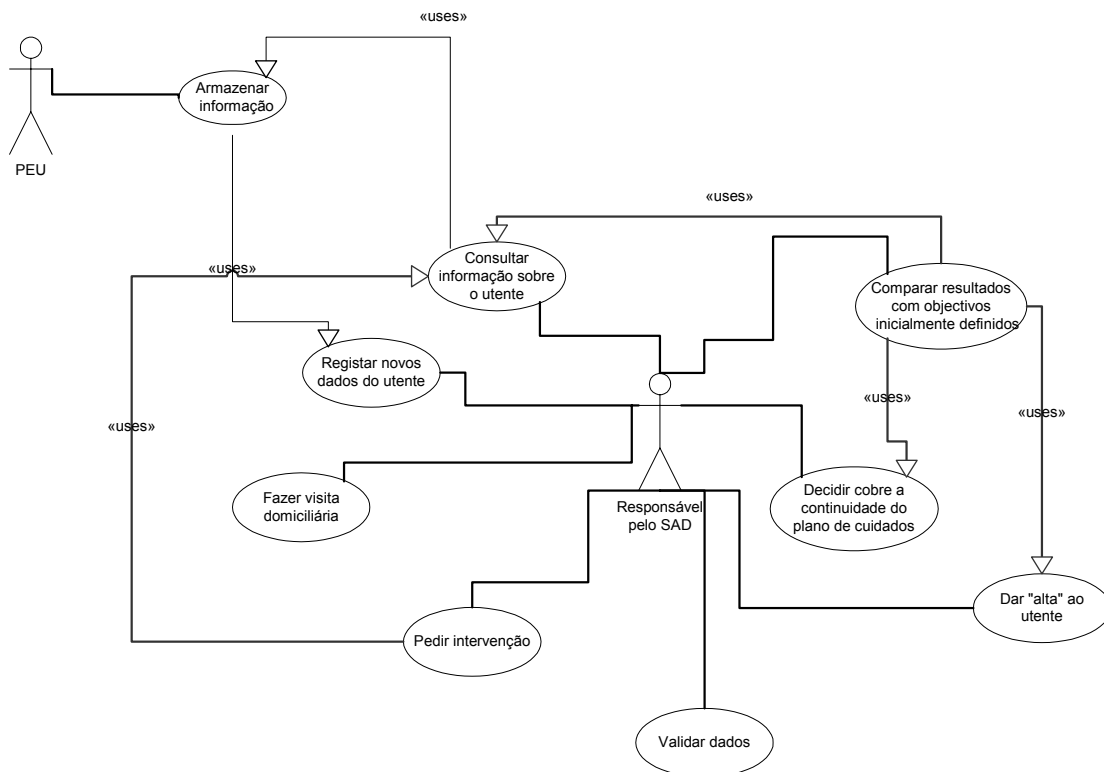 «uses»
Armazenar
informação
PEU
«uses»
Consultar
informação sobre
o utente
«uses»
Comparar resultados
com objectivos
inicialmente definidos
Registar novos
dados do utente
«uses»
«uses»
«uses»
Fazer visita
domiciliária
Responsável
pelo SAD
Decidir cobre a
continuidade do
plano de cuidados
Dar "alta" ao
utente
Pedir intervenção
Validar dados